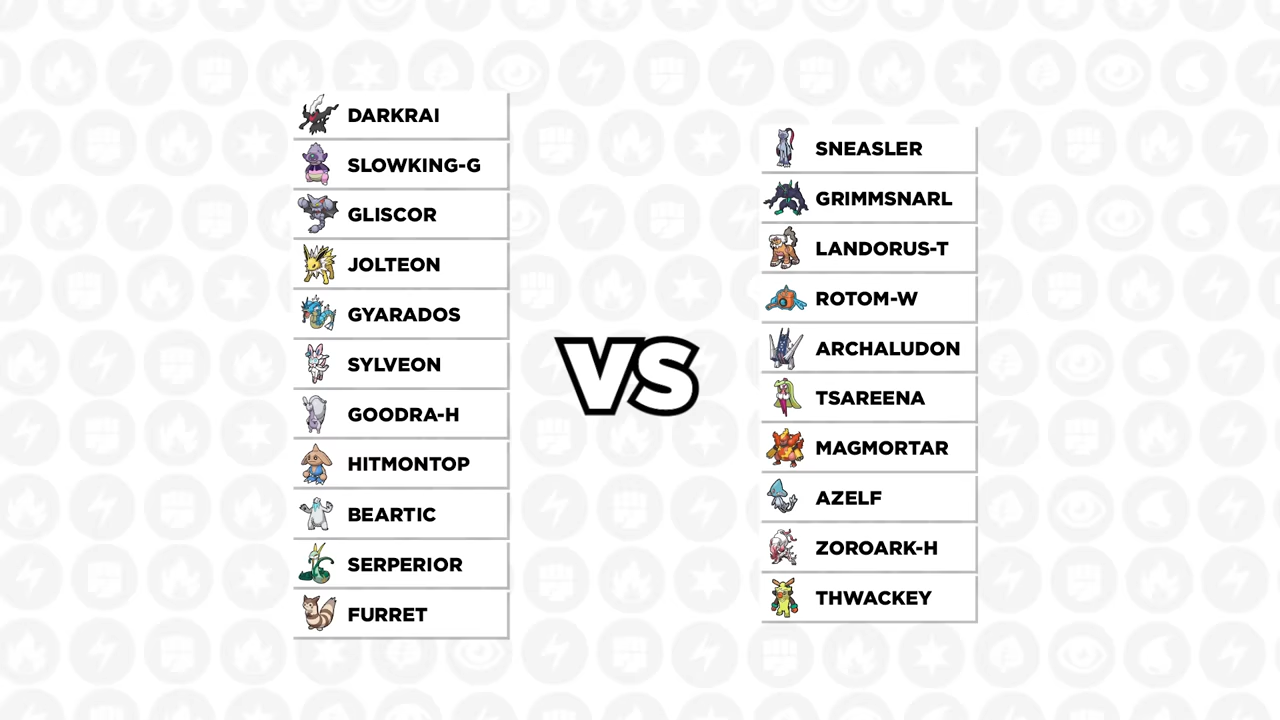 DARKRAI
SLOWKING-G
GLISCOR
JOLTEON
GYARADOS
SYLVEON
GOODRA-H
HITMONTOP
BEARTIC
SERPERIOR
FURRET
VS
SNEASLER
GRIMMSNARL
LANDORUS-T
ROTOM-W
ARCHALUDON
TSAREENA
MAGMORTAR
AZELF
ZOROARK-H
THWACKEY